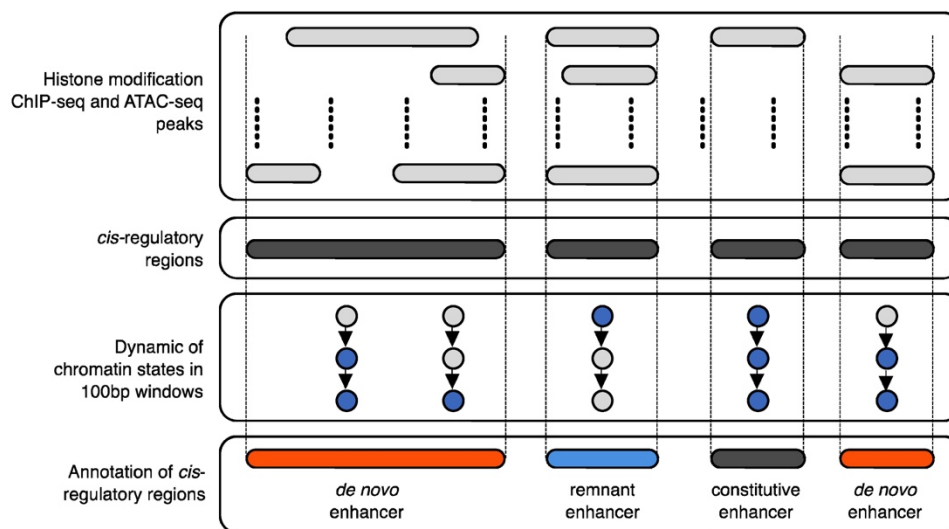 Histone modification
ChIP-seq and ATAC-seq
peaks
cis-regulatory
regions
Dynamic of
chromatin states in
100bp windows
Annotation of cis-
regulatory regions
de novo
enhancer
remnant
enhancer
constitutive
enhancer
de novo
enhancer